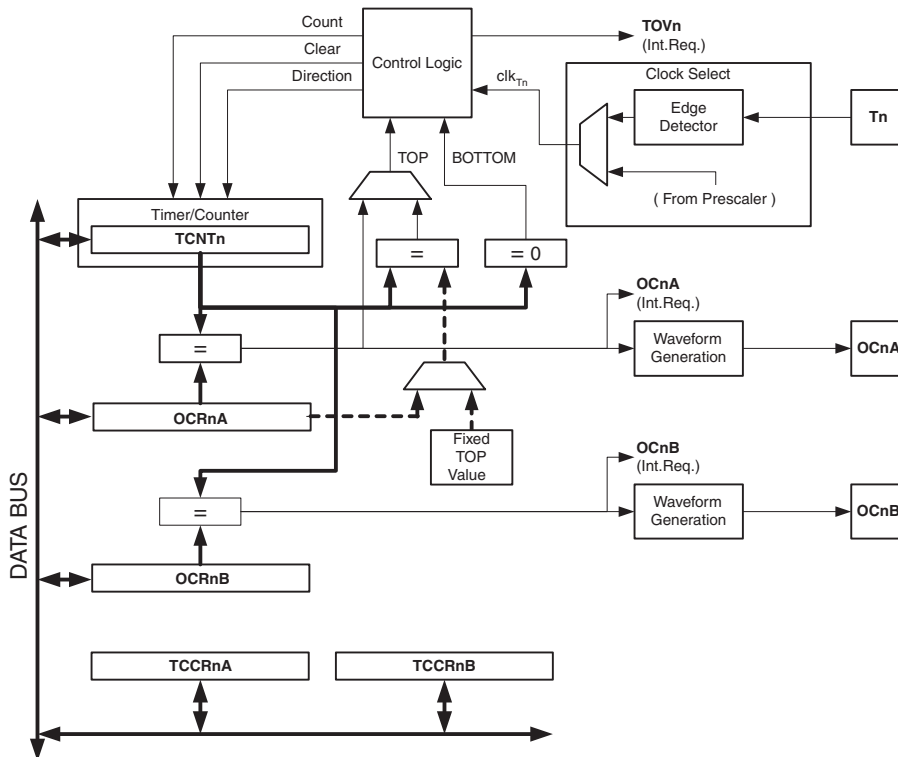 Count
Clear
Direction
Control Logic
TOVn
(Int.Req.)
clkTn
Clock Select
Edge
Detector
Tn
( From Prescaler )
TOP
BOTTOM
Timer/Counter
TCNTn
=
= 0
OCnA
(Int.Req.)
=
Waveform
Generation
OCnA
OCRnA
Fixed
TOP
Value
OCnB
(Int.Req.)
=
Waveform
Generation
OCnB
OCRnB
DATA BUS
TCCRnA
TCCRnB